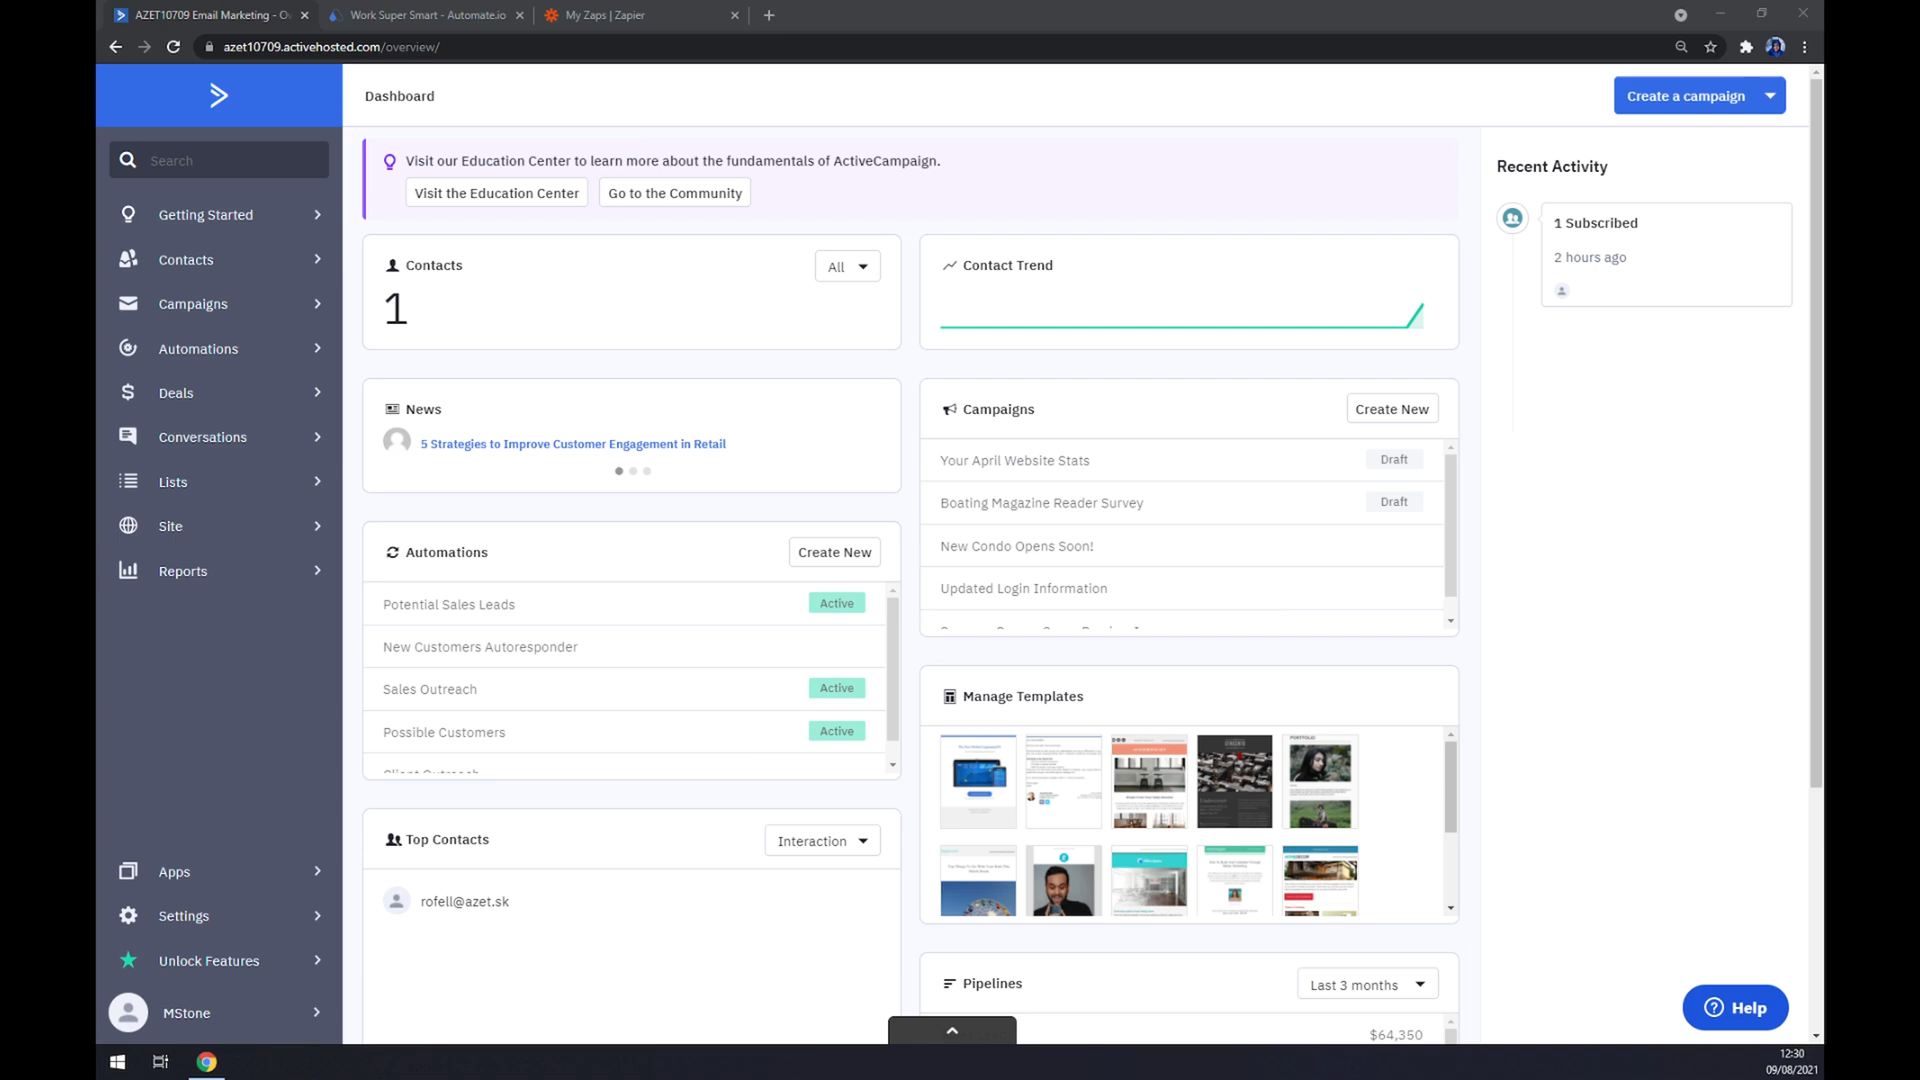 AZET10709 Email Marketing - Ov
Work Super Smart - Automate.io
My Zaps | Zapier
azet10709.activehosted.com/overview/
Dashboard
Create a campaign
Search
Getting Started
Contacts
Campaigns
Automations
Deals
Conversations
Lists
Site
Reports
Apps
Settings
Unlock Features
MStone
Visit our Education Center to learn more about the fundamentals of ActiveCampaign.
Visit the Education Center
Go to the Community
Contacts
All
1
Contact Trend
News
5 Strategies to Improve Customer Engagement in Retail
Campaigns
Create New
Your April Website Stats
Draft
Boating Magazine Reader Survey
Draft
New Condo Opens Soon!
Updated Login Information
Automations
Create New
Potential Sales Leads
Active
New Customers Autoresponder
Sales Outreach
Active
Possible Customers
Active
Client Outreach
Manage Templates
PORTFOLIO
Top Contacts
Interaction
rofell@azet.sk
Pipelines
Last 3 months
$64,350
Recent Activity
1 Subscribed
2 hours ago
Help
12:30
09/08/2021